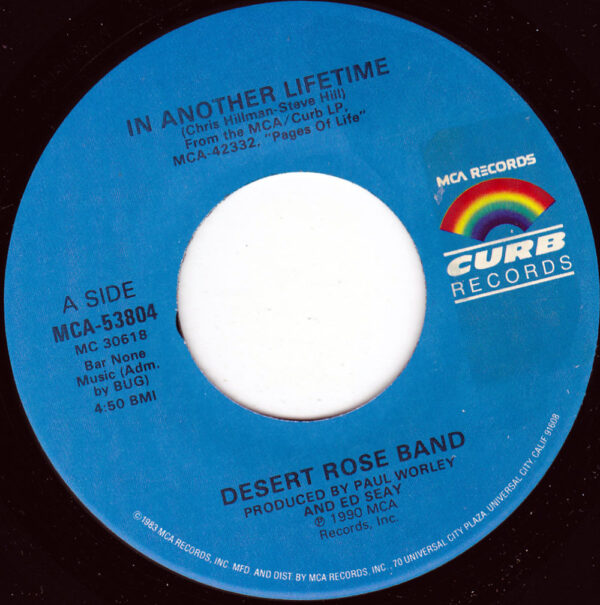 IN ANOTHER LIFETIME
(Chris Hillman-Steve Hill)
From the MCA/Curb LP,
MCA-42332, "Pages Of Life"
MCA RECORDS
CURB
RECORDS
A SIDE
MCA-53804
MC 30618
Bar None
Music (Adm.
by BUG)
4:50 BMI
DESERT ROSE BAND
PRODUCED BY PAUL WORLEY
AND ED SEAY
℗ 1990 MCA
Records, Inc.
©1983 MCA RECORDS, INC. MFD. AND DIST. BY MCA RECORDS, INC., 70 UNIVERSAL CITY PLAZA, UNIVERSAL CITY, CALIF. 91608